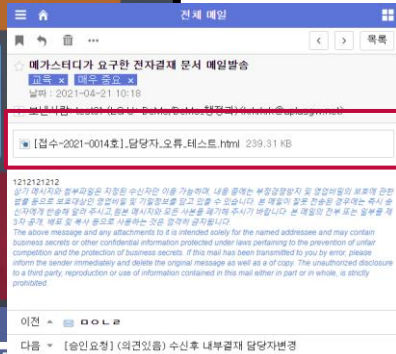 전체 메일
목록
메가스터디가 요구한 전자결재 문서 메일발송
교육 × 매우 중요 ×
날짜 : 2021-04-21 10:18
[접수-2021-0014호]_담당자_오류_테스트.html 239.31 KB
1212121212
상기 메시지와 첨부파일은 지정된 수신자만 이용 가능하며, 내용 중에는 부정경쟁방지 및 영업비밀의 보호에 관한
법률 등으로 보호대상인 영업비밀 및 기밀정보를 담고 있을 수 있습니다. 본 메일이 잘못 전송된 경우에는 즉시 송
신자에게 반송해 알려 주시고, 원본 메시지와 모든 사본을 폐기해 주시기 바랍니다. 본 메일의 전부 또는 일부를 제
3자 공개, 배포 및 복사 등으로 사용하는 것은 엄격히 금지됩니다.
The above message and any attachments to it is intended solely for the named addressees and may contain
business secrets or other confidential information protected under laws pertaining to the prevention of unfair
competition and the protection of business secrets. If this mail has been transmitted to you by error, please
inform the sender immediately and delete the original message as well as a of copy. The unauthorized disclosure
to a third party, reproduction or use of information contained in this mail either in part or in whole, is strictly
prohibited.
이전 ㅁㅇㄴㄹ
다음 [승인요청] (의견있음) 수신후 내부결재 담당자변경